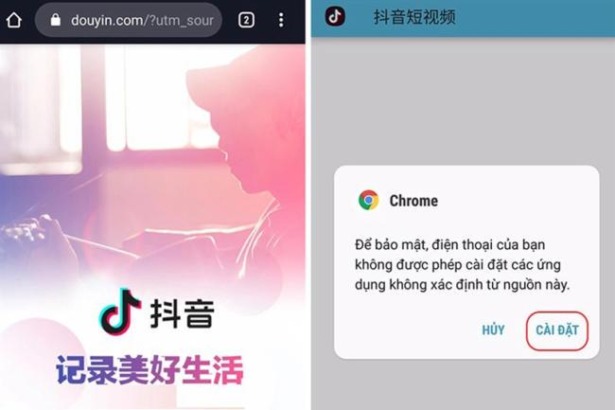 douyin.com/?utm_sour
2
抖音
记录美好生活
抖音短视频
Chrome
Để bảo mật, điện thoại của bạn
không được phép cài đặt các ứng
dụng không xác định từ nguồn này.
HỦY
CÀI ĐẶT